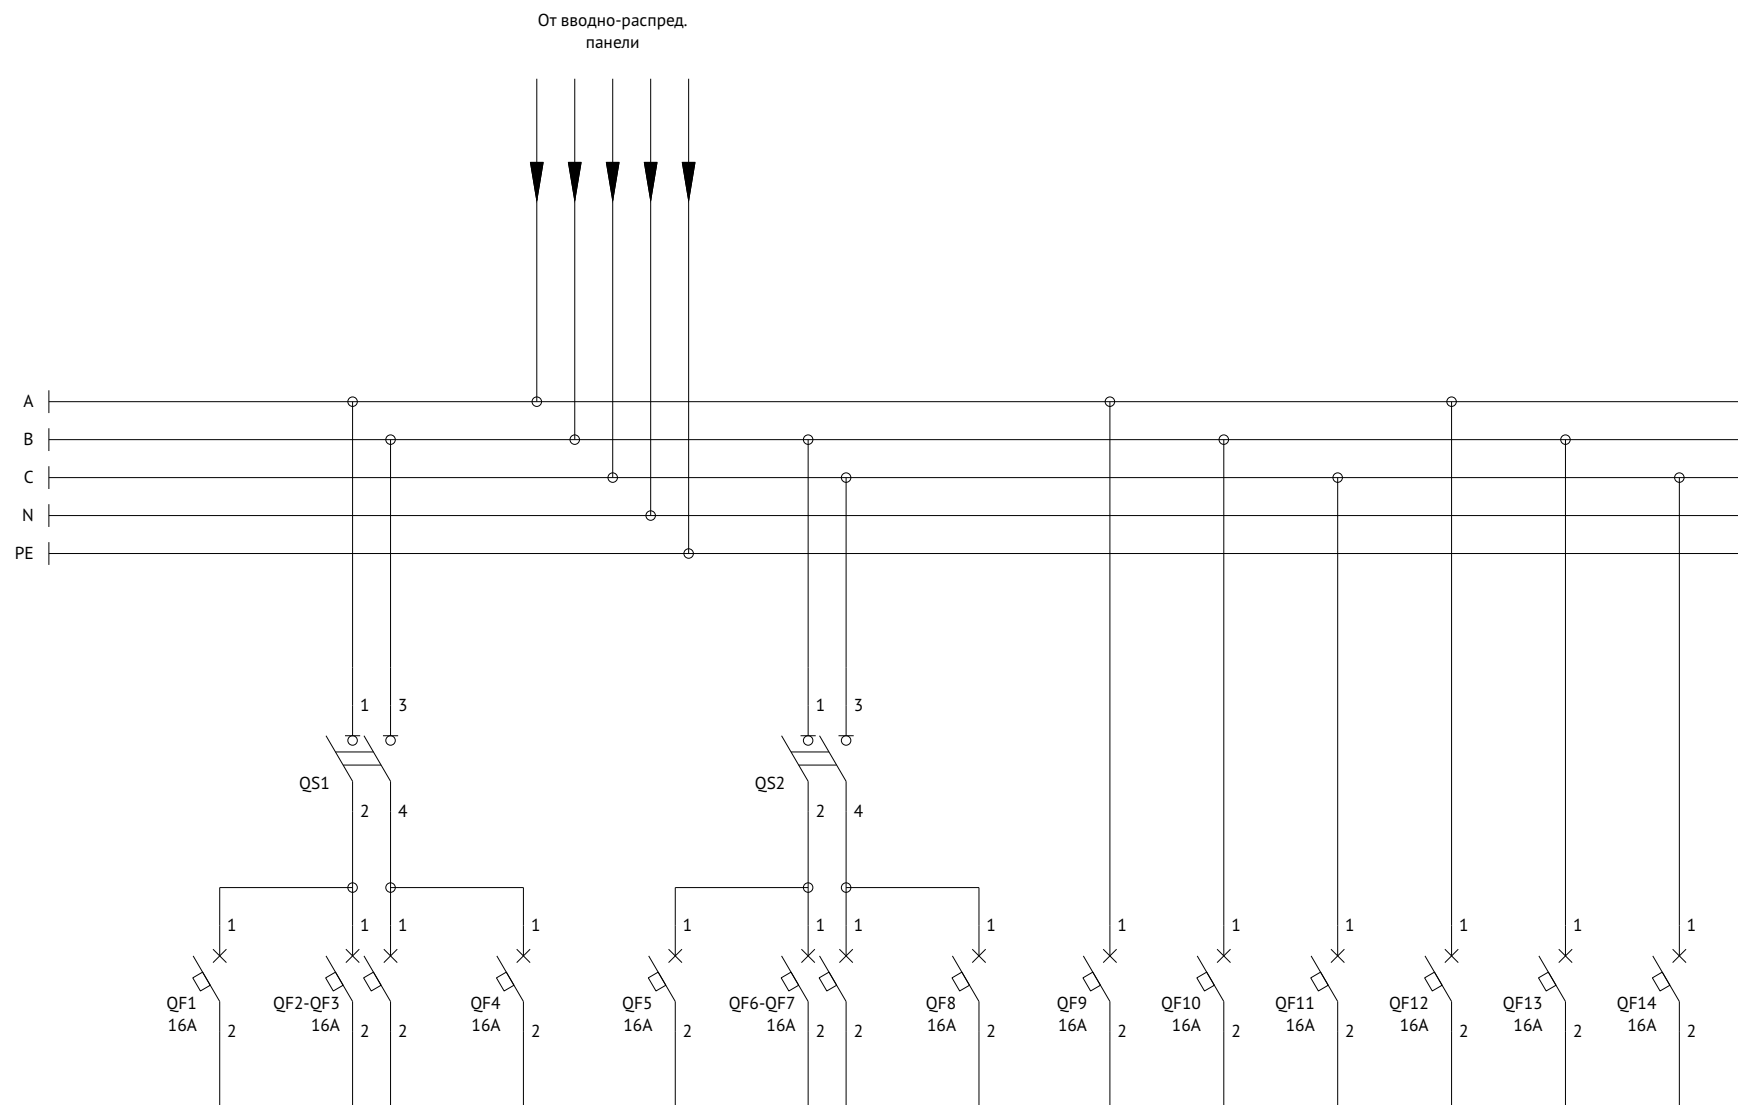 От вводно-распред.
панели
A
B
C
N
PE
1 3 1 3
QS1 QS2
2 4 2 4
1 1 1 1 1 1 1 1 1 1 1 1 1 1
QF1 QF2-QF3 QF4 QF5 QF6-QF7 QF8 QF9 QF10 QF11 QF12 QF13 QF14
16A 16A 16A 16A 16A 16A 16A 16A 16A 16A 16A 16A
2 2 2 2 2 2 2 2 2 2 2 2 2 2